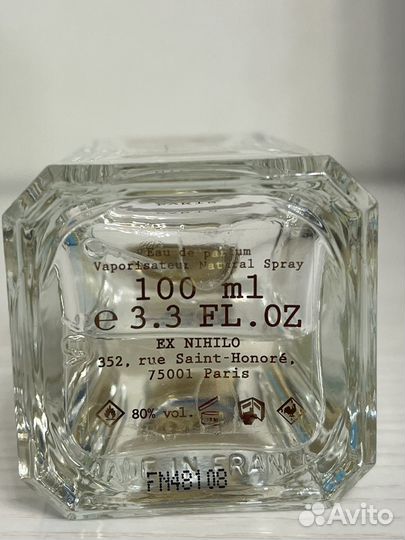 PARIS
Eau de parfum
Vaporisateur Natural Spray
100 ml
e 3.3 FL.OZ
EX NIHILO
352, rue Saint-Honoré,
75001 Paris
80% vol.
MADE IN FRANCE
FN48108
Avito